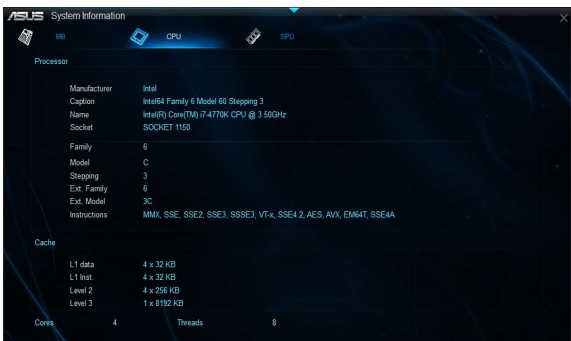 ASUS System Information
MB CPU SPD
Processor
Manufacturer Intel
Caption Intel64 Family 6 Model 60 Stepping 3
Name Intel(R) Core(TM) i7-4770K CPU @ 3.50GHz
Socket SOCKET 1150
Family 6
Model C
Stepping 3
Ext. Family 6
Ext. Model 3C
Instructions MMX, SSE, SSE2, SSE3, SSSE3, VT-x, SSE4.2, AES, AVX, EM64T, SSE4A
Cache
L1 data 4 x 32 KB
L1 Inst. 4 x 32 KB
Level 2 4 x 256 KB
Level 3 1 x 8192 KB
Cores 4 Threads 8